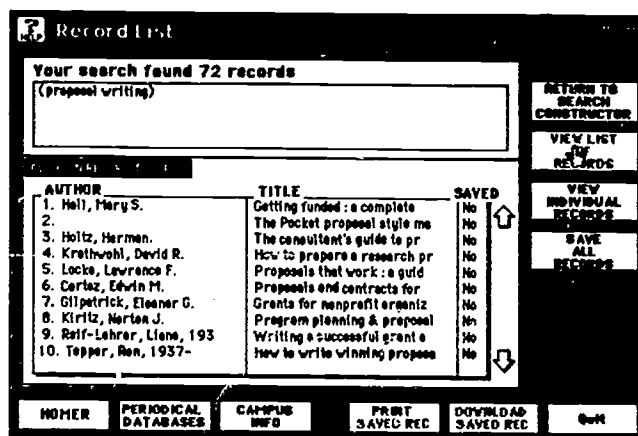 HELP
Record List
Your search found 72 records
(proposal writing)
RETURN TO
SEARCH
CONSTRUCTOR
VIEW LIST
RECORDS
VIEW
INDIVIDUAL
RECORDS
SAVE
ALL
RECORDS
AUTHOR TITLE SAVED
1. Hall, Mary S. Getting funded : a complete No
2. The Pocket proposal style ma No
3. Holtz, Herman. The consultant's guide to pr No
4. Krathwohl, David R. How to prepare a research pr No
5. Locke, Lawrence F. Proposals that work : a guid No
6. Cortez, Edwin M. Proposals and contracts for No
7. Gilpatrick, Eleanor G. Grants for nonprofit organiz No
8. Kiritz, Norton J. Program planning & proposal No
9. Reif-Lehrer, Liane, 193 Writing a successful grant a No
10. Tepper, Ron, 1937- How to write winning proposa No
HOMER
PERIODICAL
DATABASES
CAMPUS
INFO
PRINT
SAVED REC
DOWNLOAD
SAVED REC
Quit